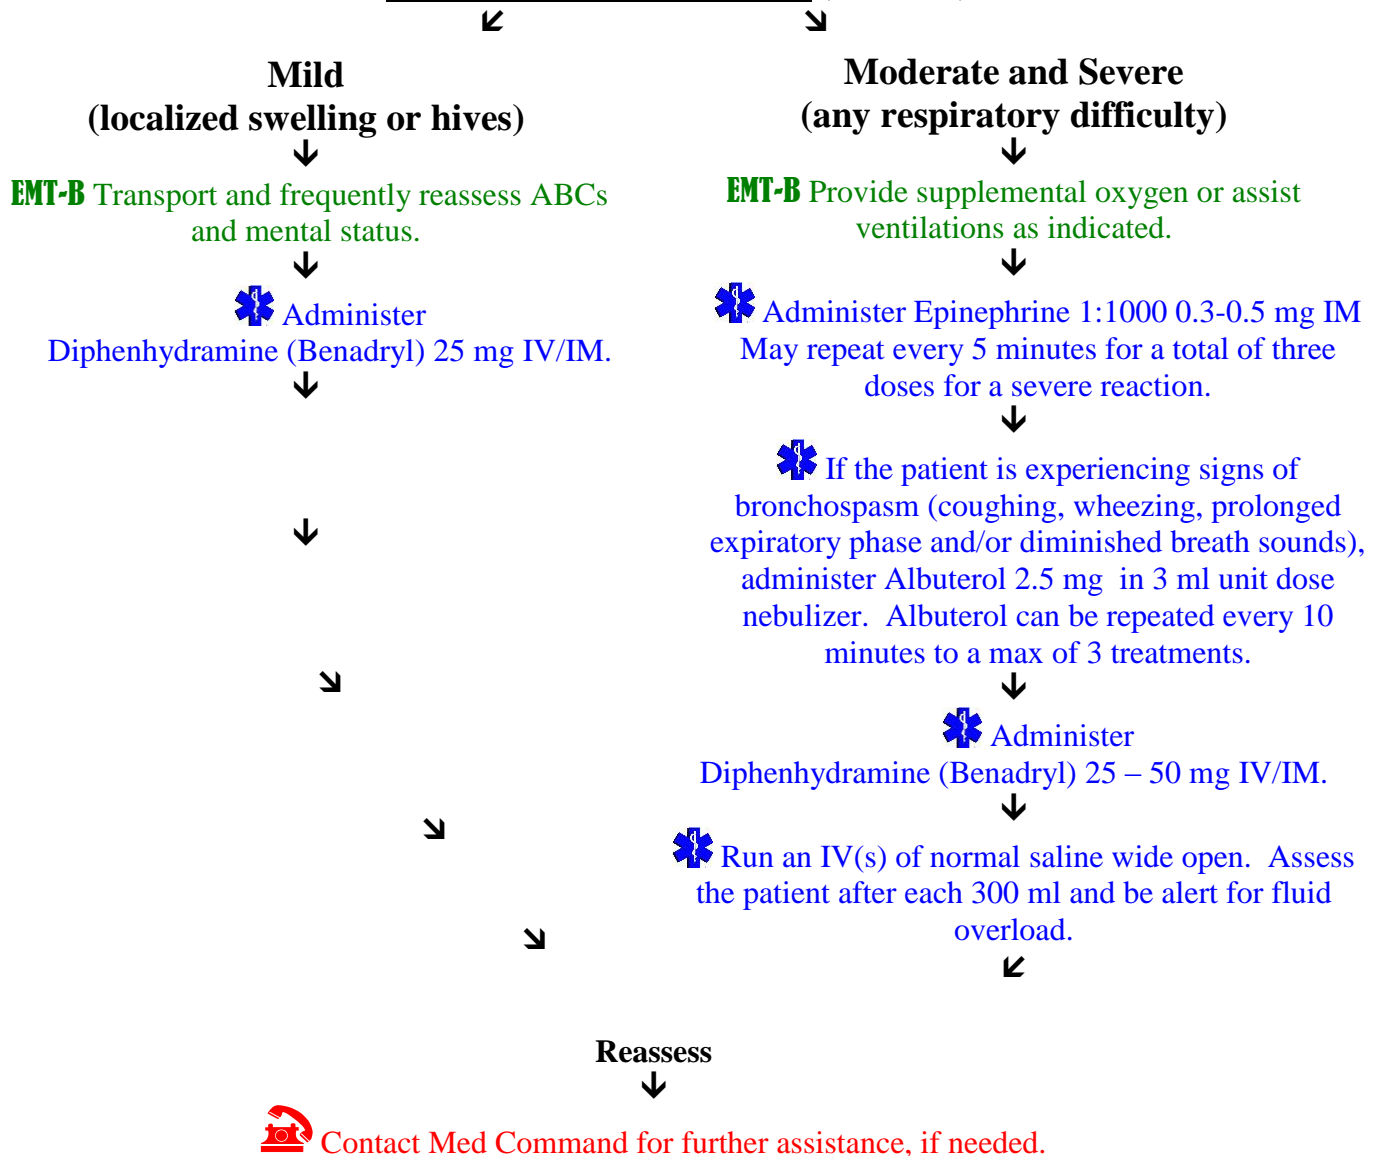 Mild
(localized swelling or hives)
EMT-B Transport and frequently reassess ABCs
and mental status.
Administer
Diphenhydramine (Benadryl) 25 mg IV/IM.
Moderate and Severe
(any respiratory difficulty)
EMT-B Provide supplemental oxygen or assist
ventilations as indicated.
Administer Epinephrine 1:1000 0.3-0.5 mg IM
May repeat every 5 minutes for a total of three
doses for a severe reaction.
If the patient is experiencing signs of
bronchospasm (coughing, wheezing, prolonged
expiratory phase and/or diminished breath sounds),
administer Albuterol 2.5 mg  in 3 ml unit dose
nebulizer.  Albuterol can be repeated every 10
minutes to a max of 3 treatments.
Administer
Diphenhydramine (Benadryl) 25 – 50 mg IV/IM.
Run an IV(s) of normal saline wide open.  Assess
the patient after each 300 ml and be alert for fluid
overload.
Reassess
Contact Med Command for further assistance, if needed.